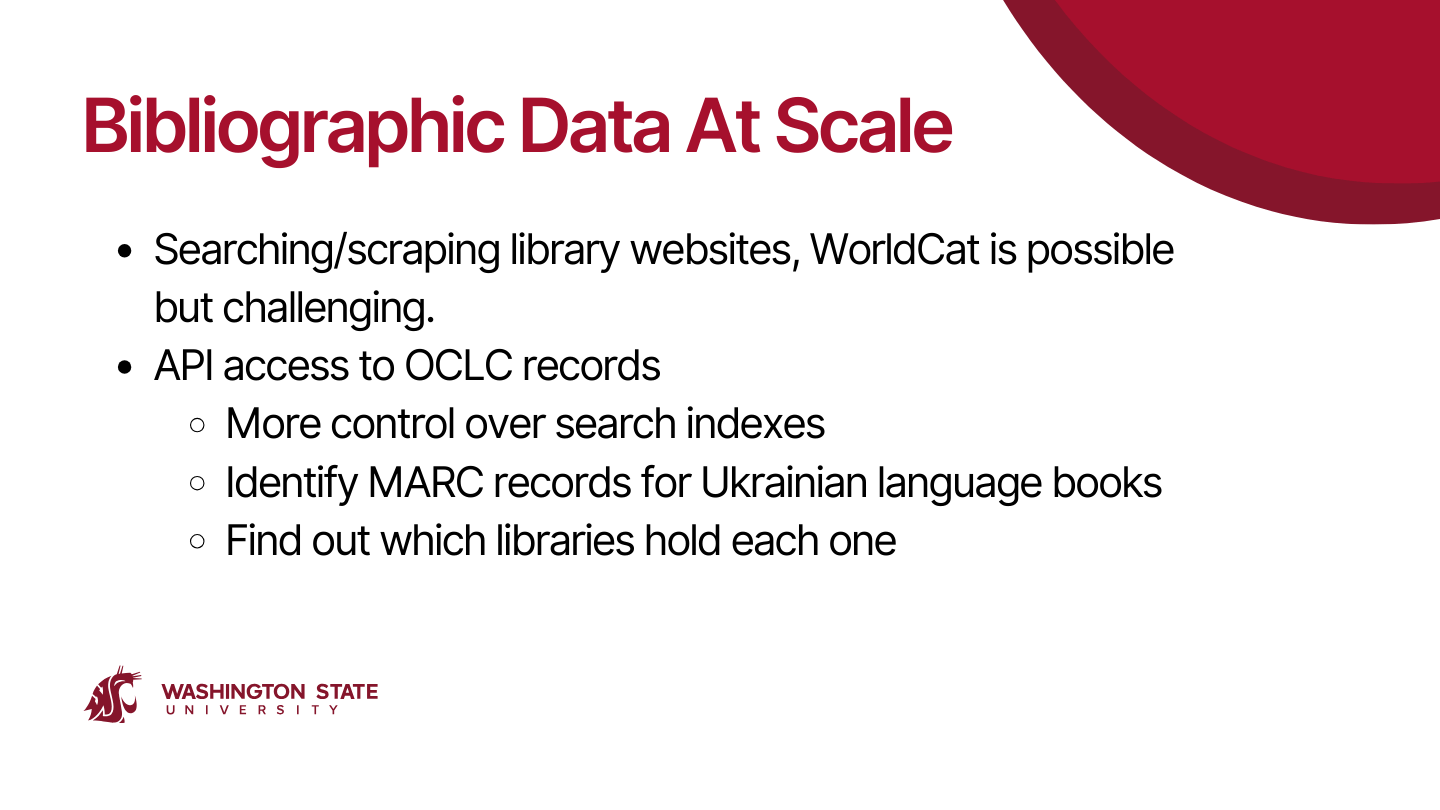 Bibliographic Data At Scale
• Searching/scraping library websites, WorldCat is possible
but challenging.
• API access to OCLC records
○ More control over search indexes
○ Identify MARC records for Ukrainian language books
○ Find out which libraries hold each one
WASHINGTON STATE
UNIVERSITY